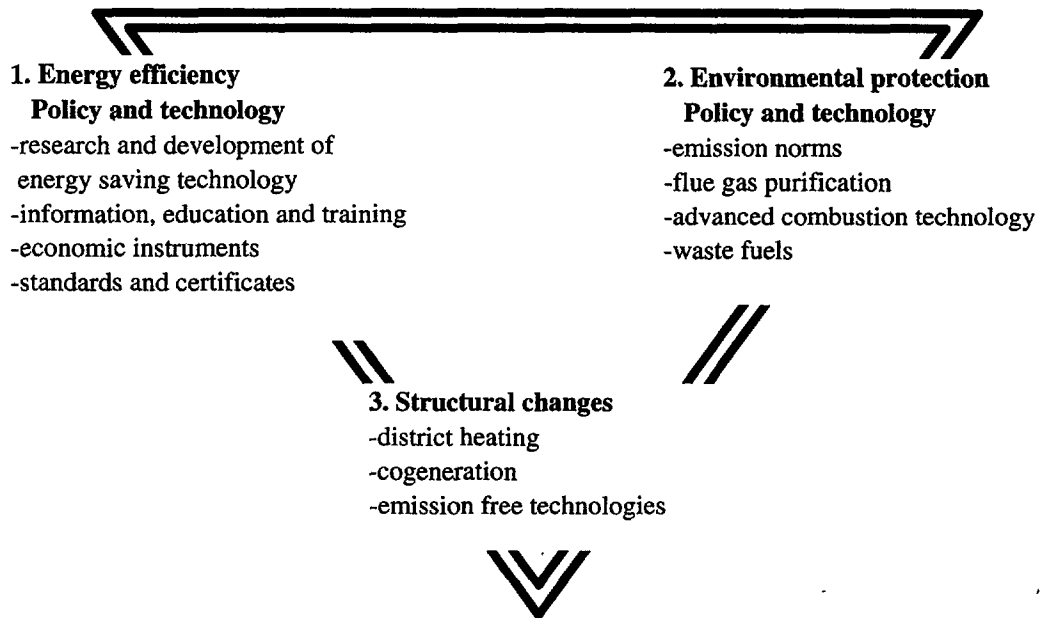 1. Energy efficiency
Policy and technology
-research and development of
energy saving technology
-information, education and training
-economic instruments
-standards and certificates
2. Environmental protection
Policy and technology
-emission norms
-flue gas purification
-advanced combustion technology
-waste fuels
3. Structural changes
-district heating
-cogeneration
-emission free technologies